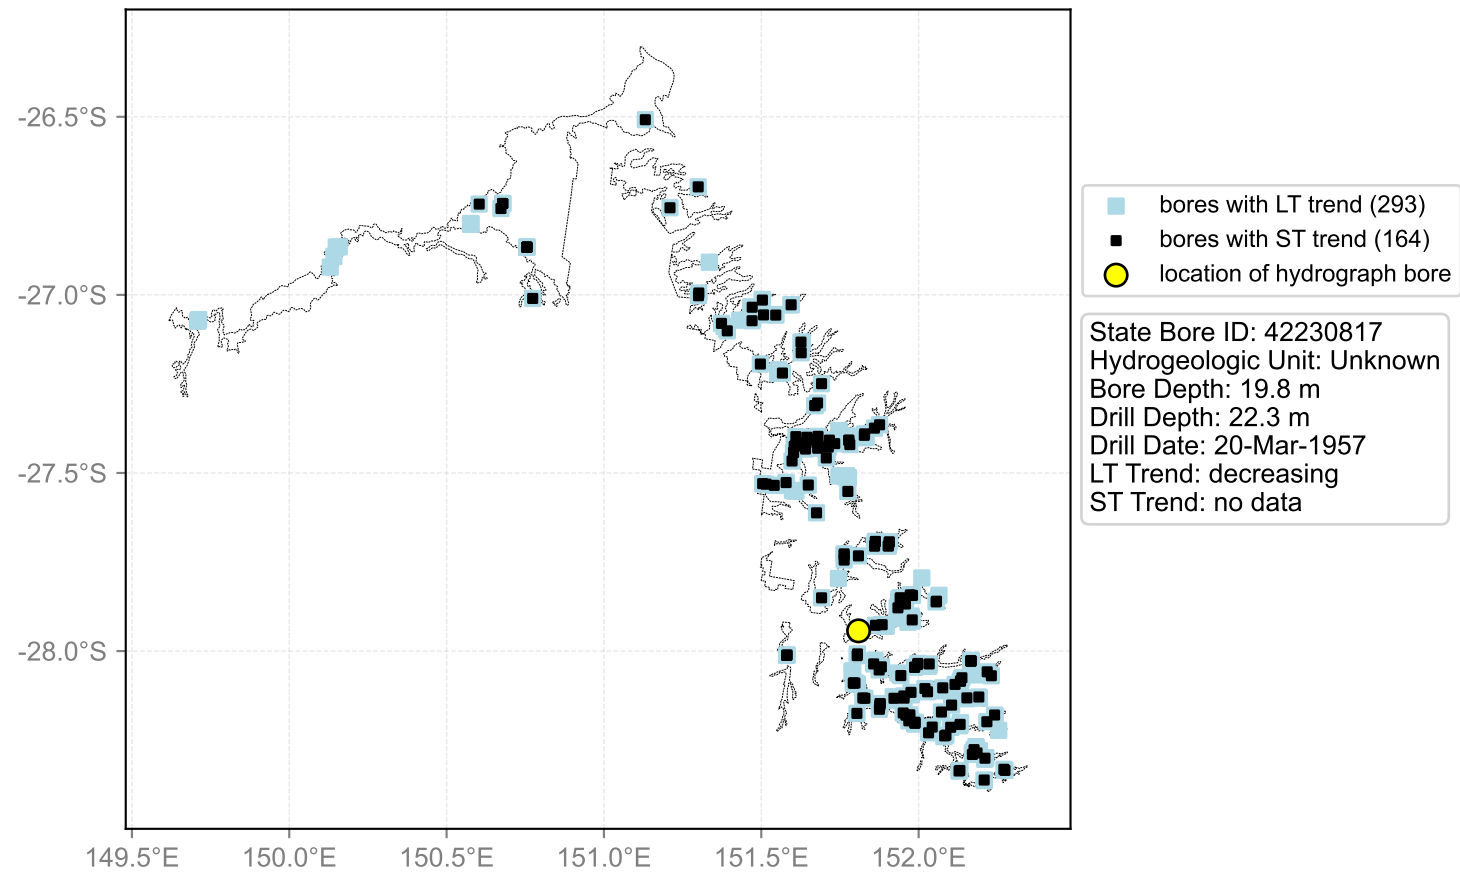 -26.5°S
-27.0°S
-27.5°S
-28.0°S
149.5°E
150.0°E
150.5°E
151.0°E
151.5°E
152.0°E
bores with LT trend (293)
bores with ST trend (164)
location of hydrograph bore
State Bore ID: 42230817
Hydrogeologic Unit: Unknown
Bore Depth: 19.8 m
Drill Depth: 22.3 m
Drill Date: 20-Mar-1957
LT Trend: decreasing
ST Trend: no data